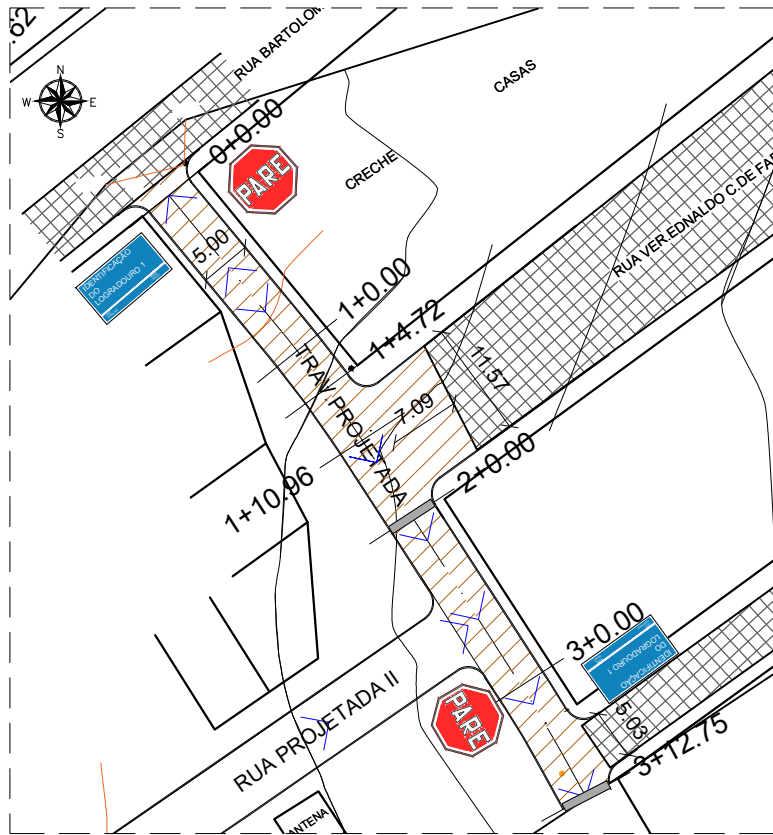 .62
RUA BARTOLOM
N
W E
S
CASAS
0+0.00
PARE
CRECHE
RUA VER.EDNALDO C.DE FA
5.00
IDENTIFICAÇÃO
DO
LOGRADOURO 1
1+0.00
1+4.72
TRAV. PROJETADA
11.57
7.09
2+0.00
1+10.96
3+0.00
IDENTIFICAÇÃO
DO
LOGRADOURO 1
RUA PROJETADA II
PARE
5.03
3+12.75
ANTENA